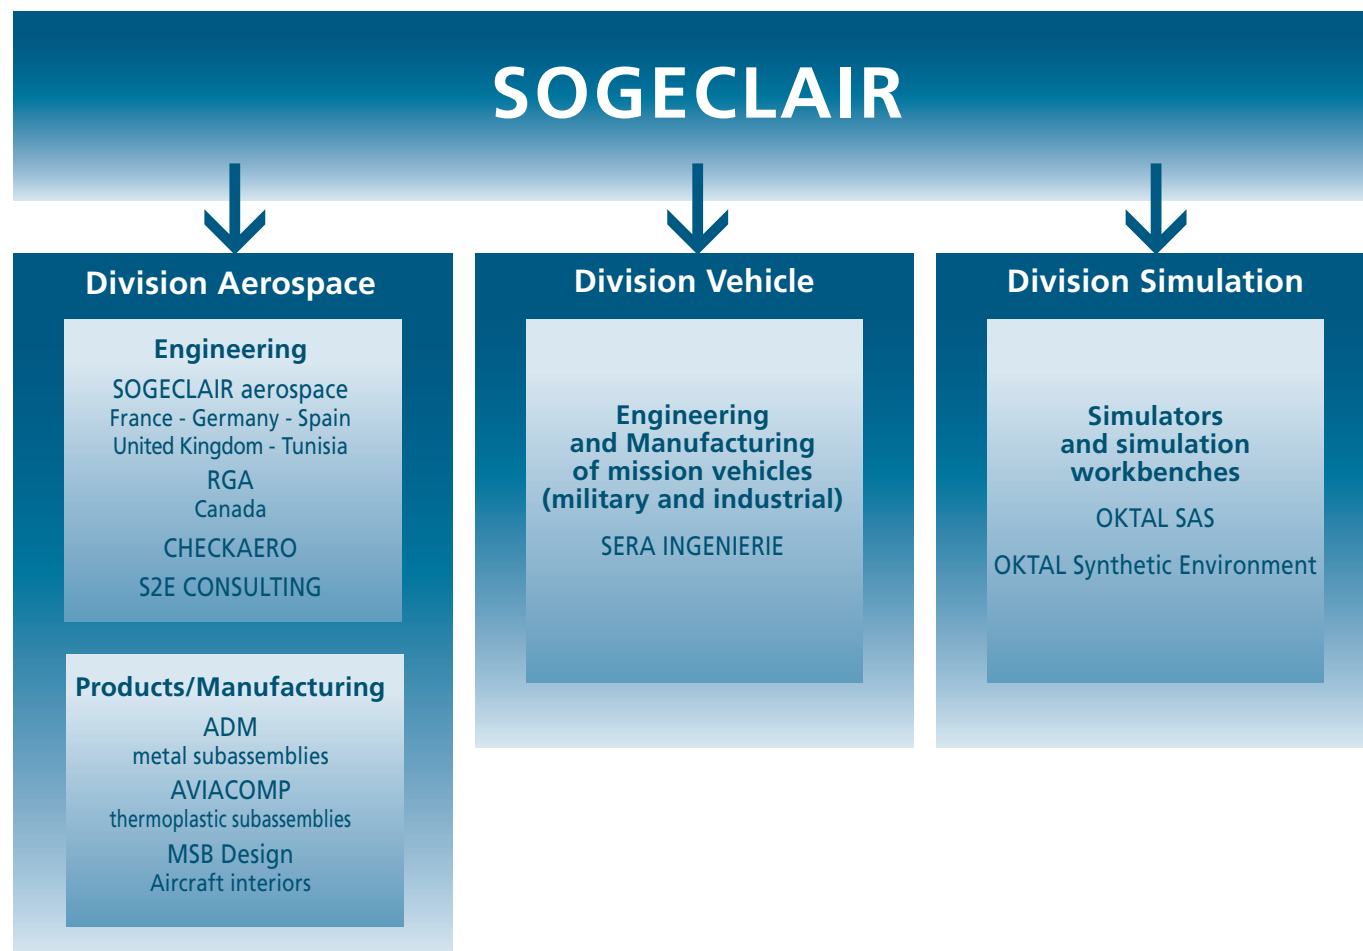 SOGECLAIR
Division Aerospace
Engineering
SOGECLAIR aerospace
France - Germany - Spain
United Kingdom - Tunisia
RGA
Canada
CHECKAERO
S2E CONSULTING
Products/Manufacturing
ADM
metal subassemblies
AVIACOMP
thermoplastic subassemblies
MSB Design
Aircraft interiors
Division Vehicle
Engineering
and Manufacturing
of mission vehicles
(military and industrial)
SERA INGENIERIE
Division Simulation
Simulators
and simulation
workbenches
OKTAL SAS
OKTAL Synthetic Environment